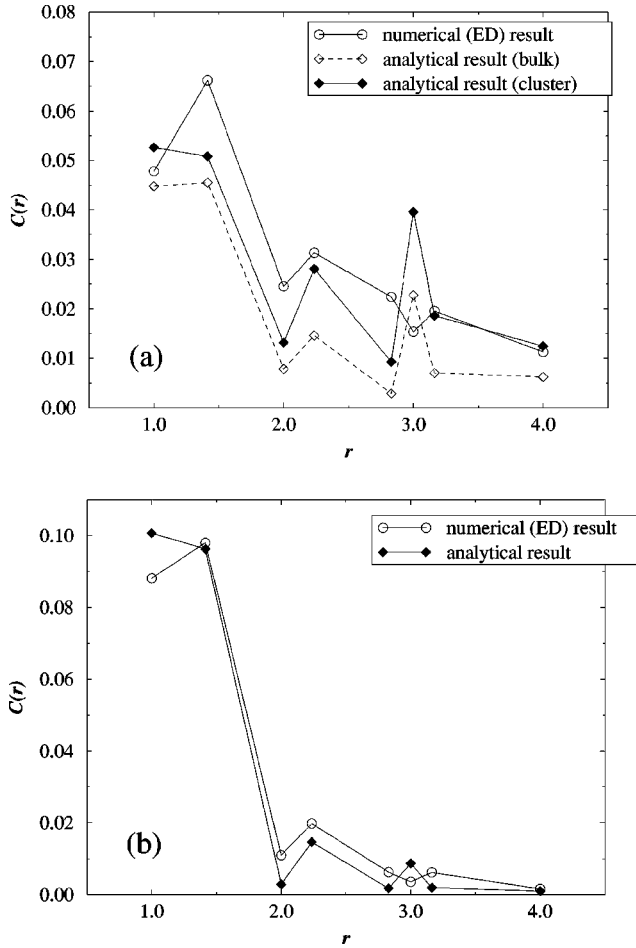 0.08
numerical (ED) result
analytical result (bulk)
analytical result (cluster)
0.07
0.06
0.05
0.04
0.03
0.02
0.01
0.00
C(r)
(a)
1.0 2.0 3.0 4.0
r
numerical (ED) result
analytical result
0.10
0.08
0.06
0.04
0.02
0.00
C(r)
(b)
1.0 2.0 3.0 4.0
r